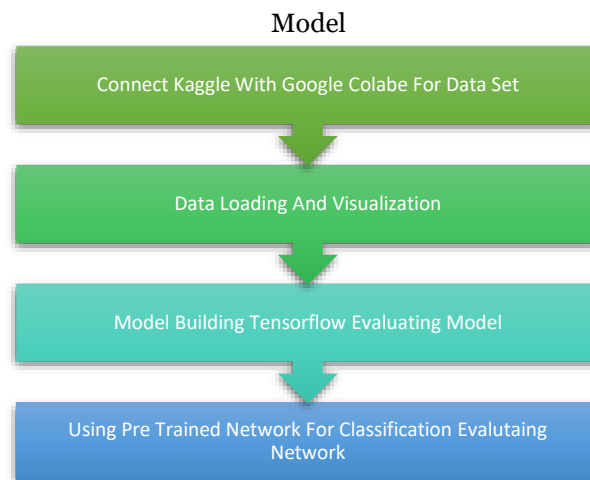 Model
Connect Kaggle With Google Colabe For Data Set
Data Loading And Visualization
Model Building Tensorflow Evaluating Model
Using Pre Trained Network For Classification Evalutaing
Network